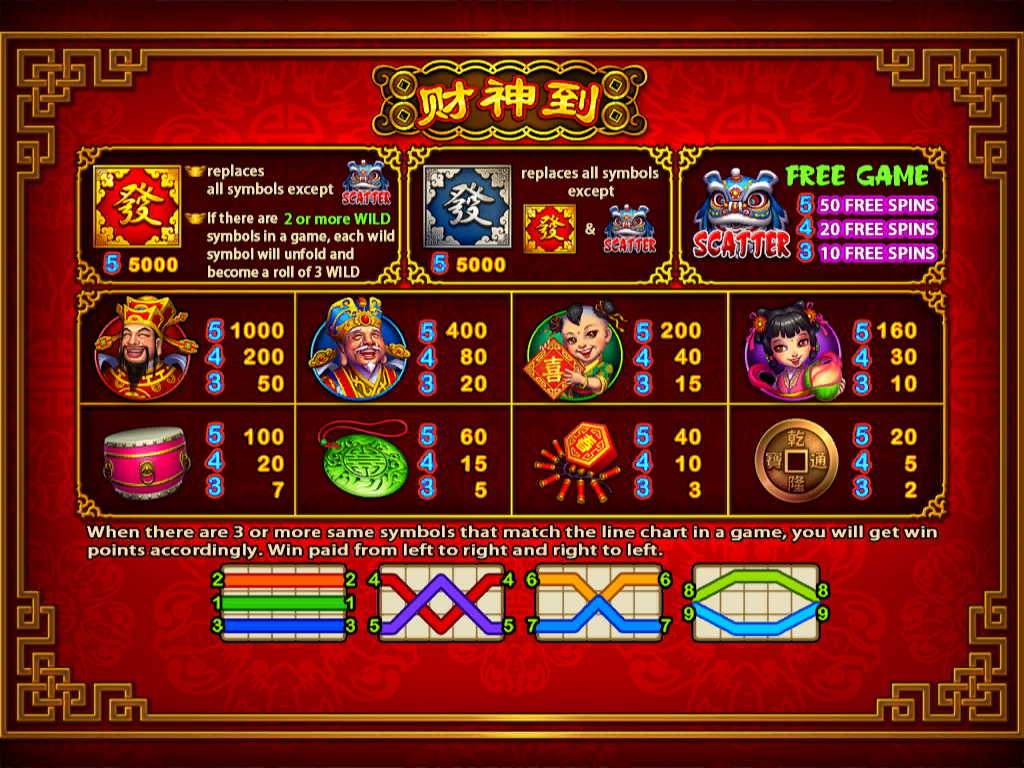 财神到
發
replaces
all symbols except
SCATTER
If there are 2 or more WILD
symbols in a game, each wild
symbol will unfold and
become a roll of 3 WILD
5 5000
發
replaces all symbols
except
發 & SCATTER
5 5000
SCATTER
FREE GAME
5 50 FREE SPINS
4 20 FREE SPINS
3 10 FREE SPINS
5 1000
4 200
3 50
5 400
4 80
3 20
喜
5 200
4 40
3 15
5 160
4 30
3 10
5 100
4 20
3 7
5 60
4 15
3 5
5 40
4 10
3 3
乾
寶 通
隆
5 20
4 5
3 2
When there are 3 or more same symbols that match the line chart in a game, you will get win
points accordingly. Win paid from left to right and right to left.
2 2
1 1
3 3
4 4
5 5
6 6
7 7
8 8
9 9